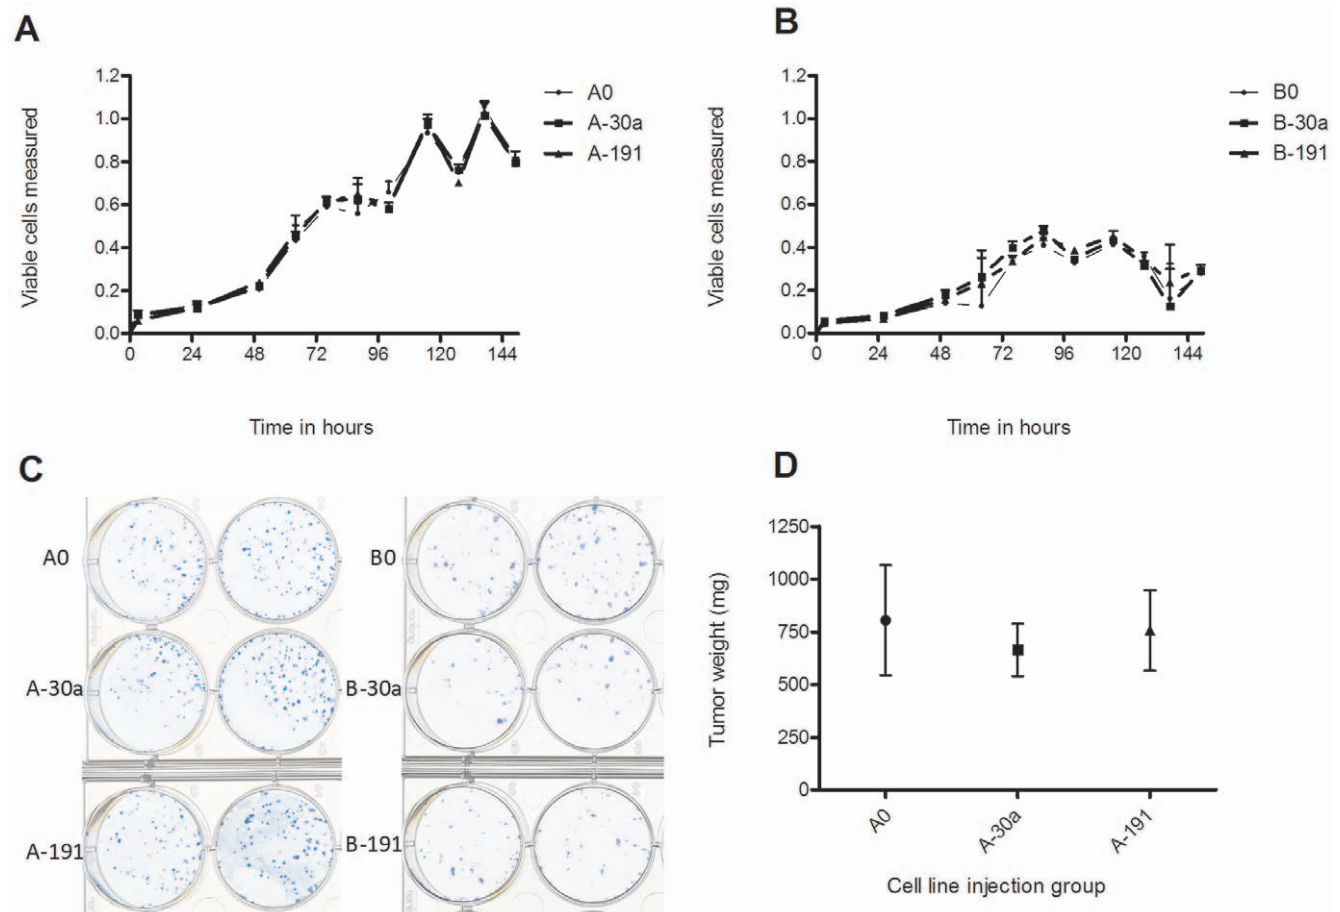 A
Viable cells measured
1.2
1.0
0.8
0.6
0.4
0.2
0.0
0 24 48 72 96 120 144
Time in hours
A0
A-30a
A-191
B
Viable cells measured
1.2
1.0
0.8
0.6
0.4
0.2
0.0
0 24 48 72 96 120 144
Time in hours
B0
B-30a
B-191
C
A0
A-30a
A-191
B0
B-30a
B-191
D
Tumor weight (mg)
1250
1000
750
500
250
0
A0 A-30a A-191
Cell line injection group